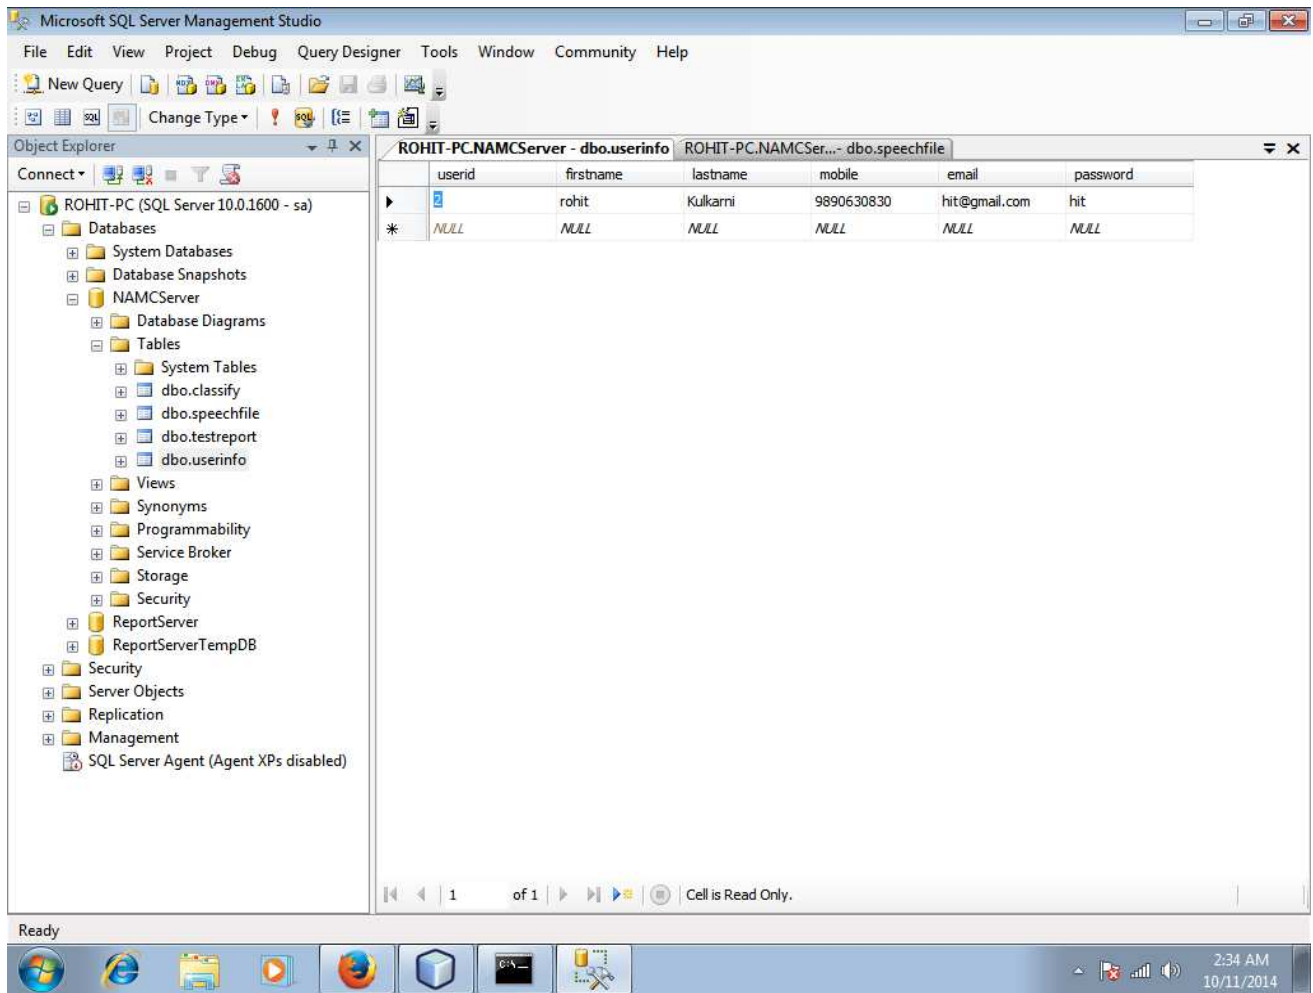 Microsoft SQL Server Management Studio
File Edit View Project Debug Query Designer Tools Window Community Help
New Query
Change Type
Object Explorer
Connect
ROHIT-PC (SQL Server 10.0.1600 - sa)
Databases
System Databases
Database Snapshots
NAMCServer
Database Diagrams
Tables
System Tables
dbo.classify
dbo.speechfile
dbo.testreport
dbo.userinfo
Views
Synonyms
Programmability
Service Broker
Storage
Security
ReportServer
ReportServerTempDB
Security
Server Objects
Replication
Management
SQL Server Agent (Agent XPs disabled)
ROHIT-PC.NAMCServer - dbo.userinfo ROHIT-PC.NAMCSer...- dbo.speechfile
userid firstname lastname mobile email password
2 rohit Kulkarni 9890630830 hit@gmail.com hit
NULL NULL NULL NULL NULL NULL
1 of 1 Cell is Read Only.
Ready
2:34 AM
10/11/2014